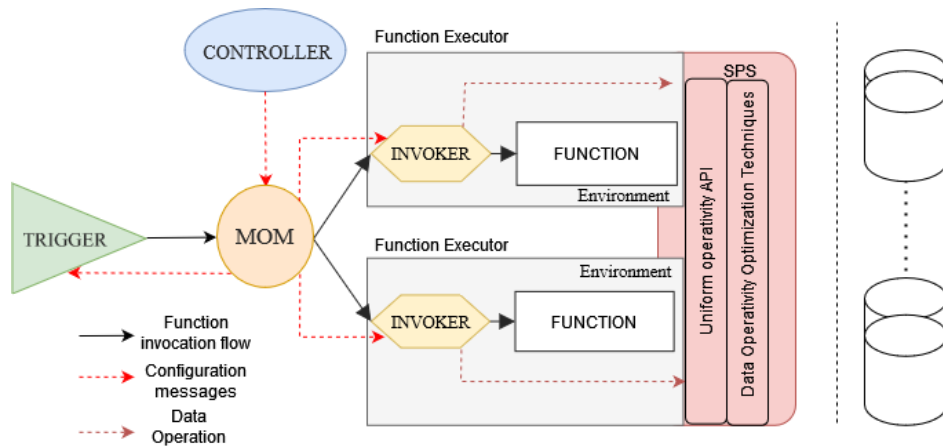 Function Executor
CONTROLLER
SPS
INVOKER
FUNCTION
Environment
Uniform operativity API
Data Operativity Optimization Techniques
TRIGGER
MOM
Function Executor
Environment
INVOKER
FUNCTION
Function
invocation flow
Configuration
messages
Data
Operation